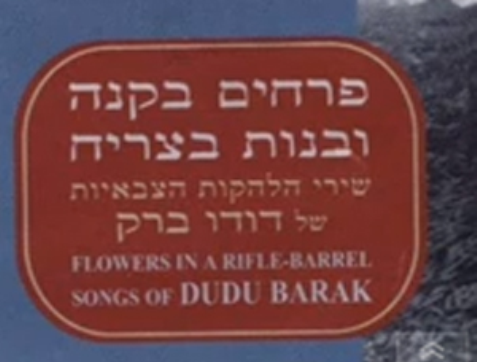 פרחים בקנה
ובנות בצריח
שירי הלהקות הצבאיות
של דודו ברק
FLOWERS IN A RIFLE-BARREL
SONGS OF DUDU BARAK